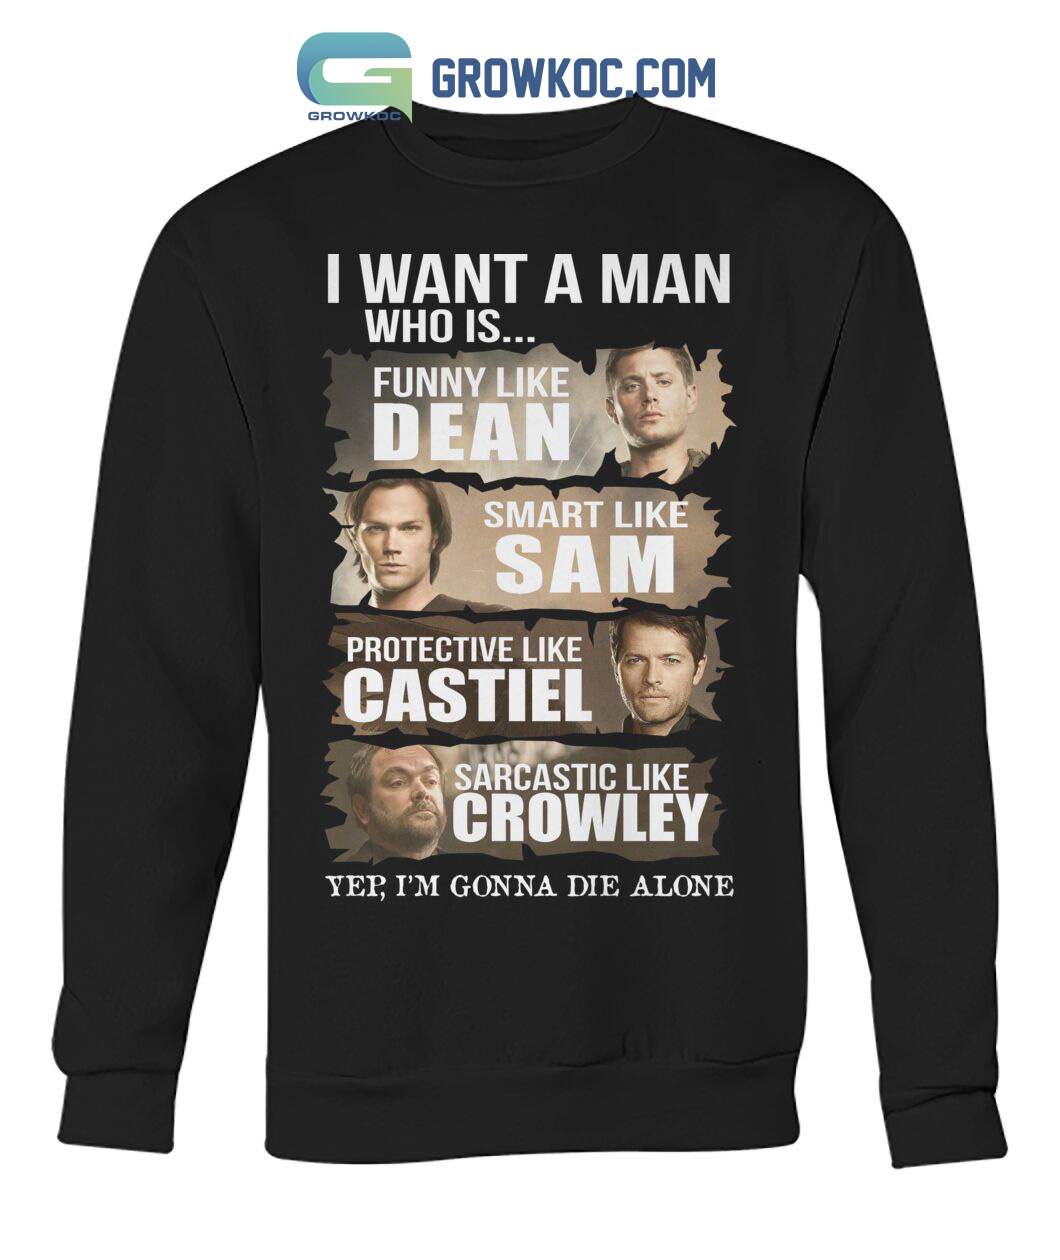 GROWKOC
GROWKOC.COM
I WANT A MAN
WHO IS...
FUNNY LIKE
DEAN
SMART LIKE
SAM
PROTECTIVE LIKE
CASTIEL
SARCASTIC LIKE
CROWLEY
YEP, I'M GONNA DIE ALONE